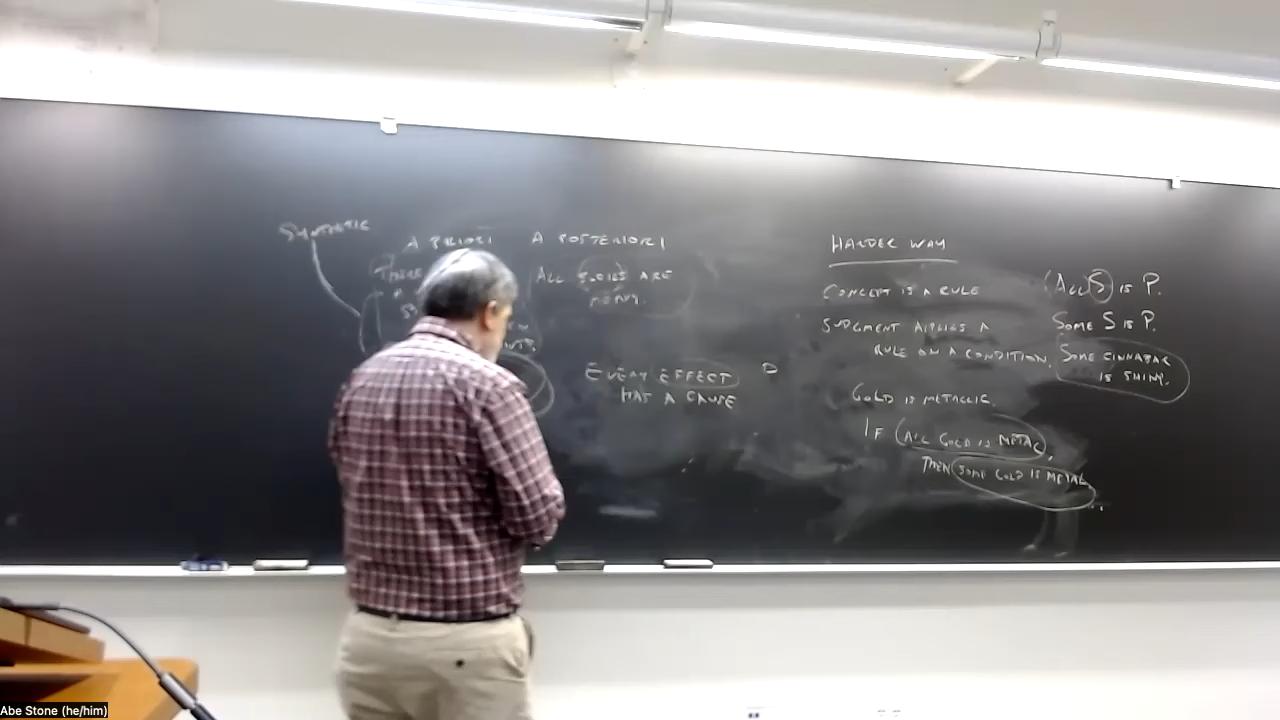 SYNTHETIC
A PRIORI A POSTERIORI
THERE
ALL BODIES ARE
HEAVY.
EVERY EFFECT
HAS A CAUSE
HARDER WAY
CONCEPT IS A RULE
JUDGMENT APPLIES A
RULE ON A CONDITION.
GOLD IS METALLIC.
IF (ALL GOLD IS METAL),
THEN SOME GOLD IS METAL
(ALL S IS P.
SOME S IS P.
SOME CINNABAR
IS SHINY.
Abe Stone (he/him)